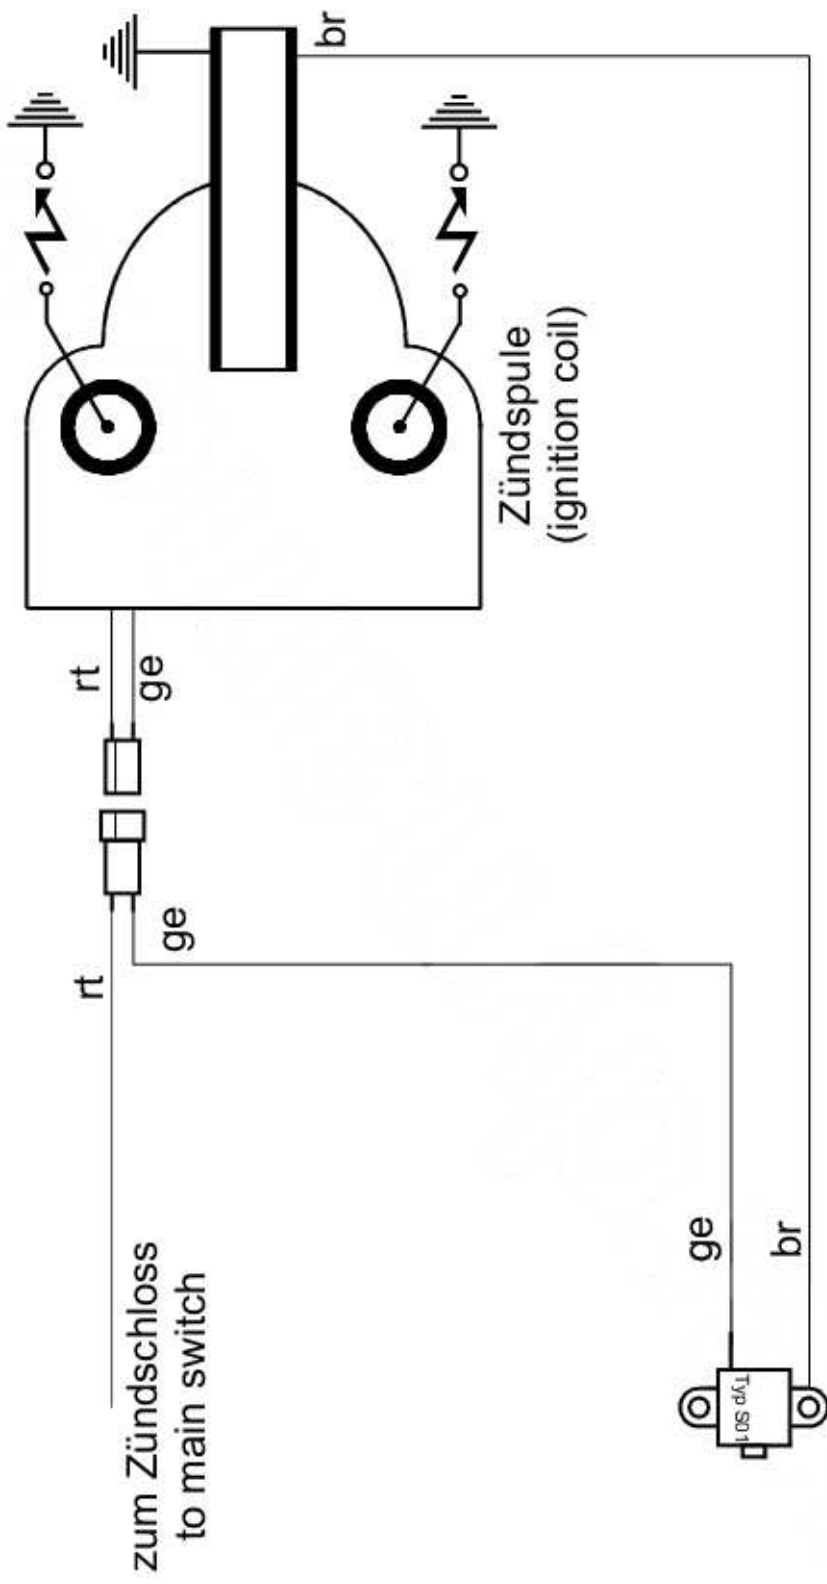 br
Zündspule
(ignition coil)
rt
ge
ge
rt
zum Zündschloss
to main switch
ge
br
Typ S01